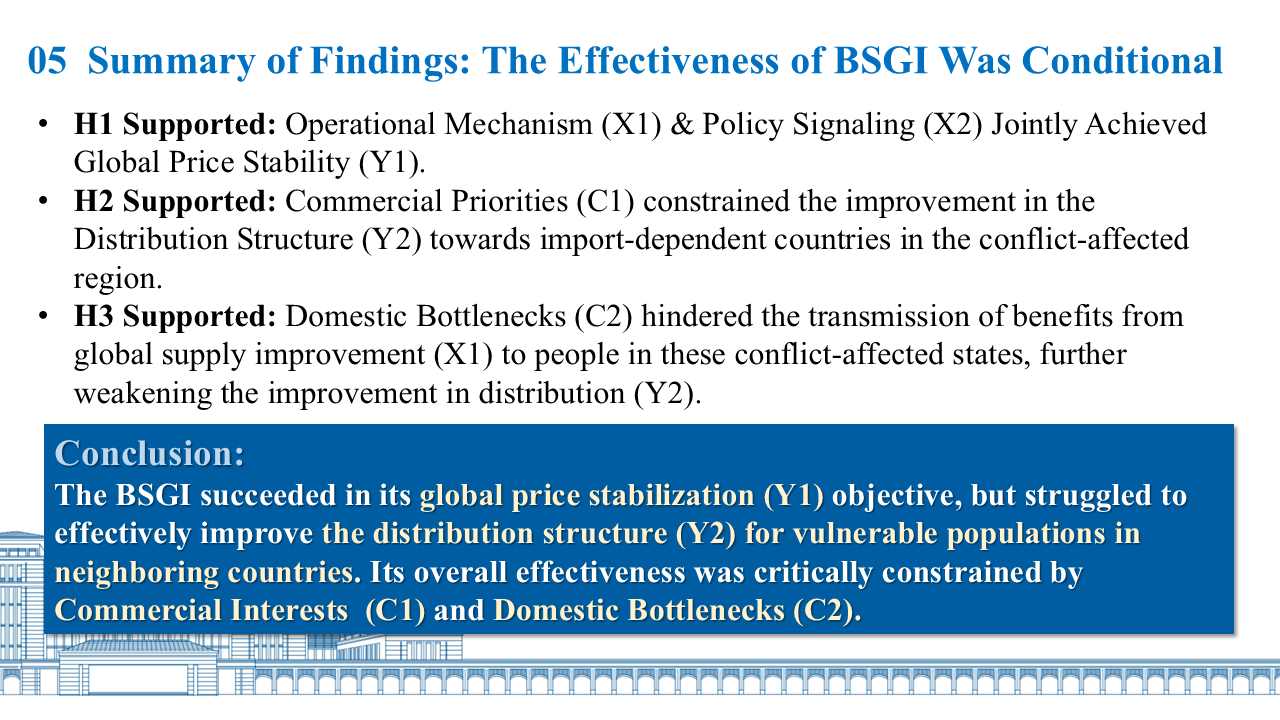 05 Summary of Findings: The Effectiveness of BSGI Was Conditional
• H1 Supported: Operational Mechanism (X1) & Policy Signaling (X2) Jointly Achieved
Global Price Stability (Y1).
• H2 Supported: Commercial Priorities (C1) constrained the improvement in the
Distribution Structure (Y2) towards import-dependent countries in the conflict-affected
region.
• H3 Supported: Domestic Bottlenecks (C2) hindered the transmission of benefits from
global supply improvement (X1) to people in these conflict-affected states, further
weakening the improvement in distribution (Y2).
Conclusion:
The BSGI succeeded in its global price stabilization (Y1) objective, but struggled to
effectively improve the distribution structure (Y2) for vulnerable populations in
neighboring countries. Its overall effectiveness was critically constrained by
Commercial Interests (C1) and Domestic Bottlenecks (C2).